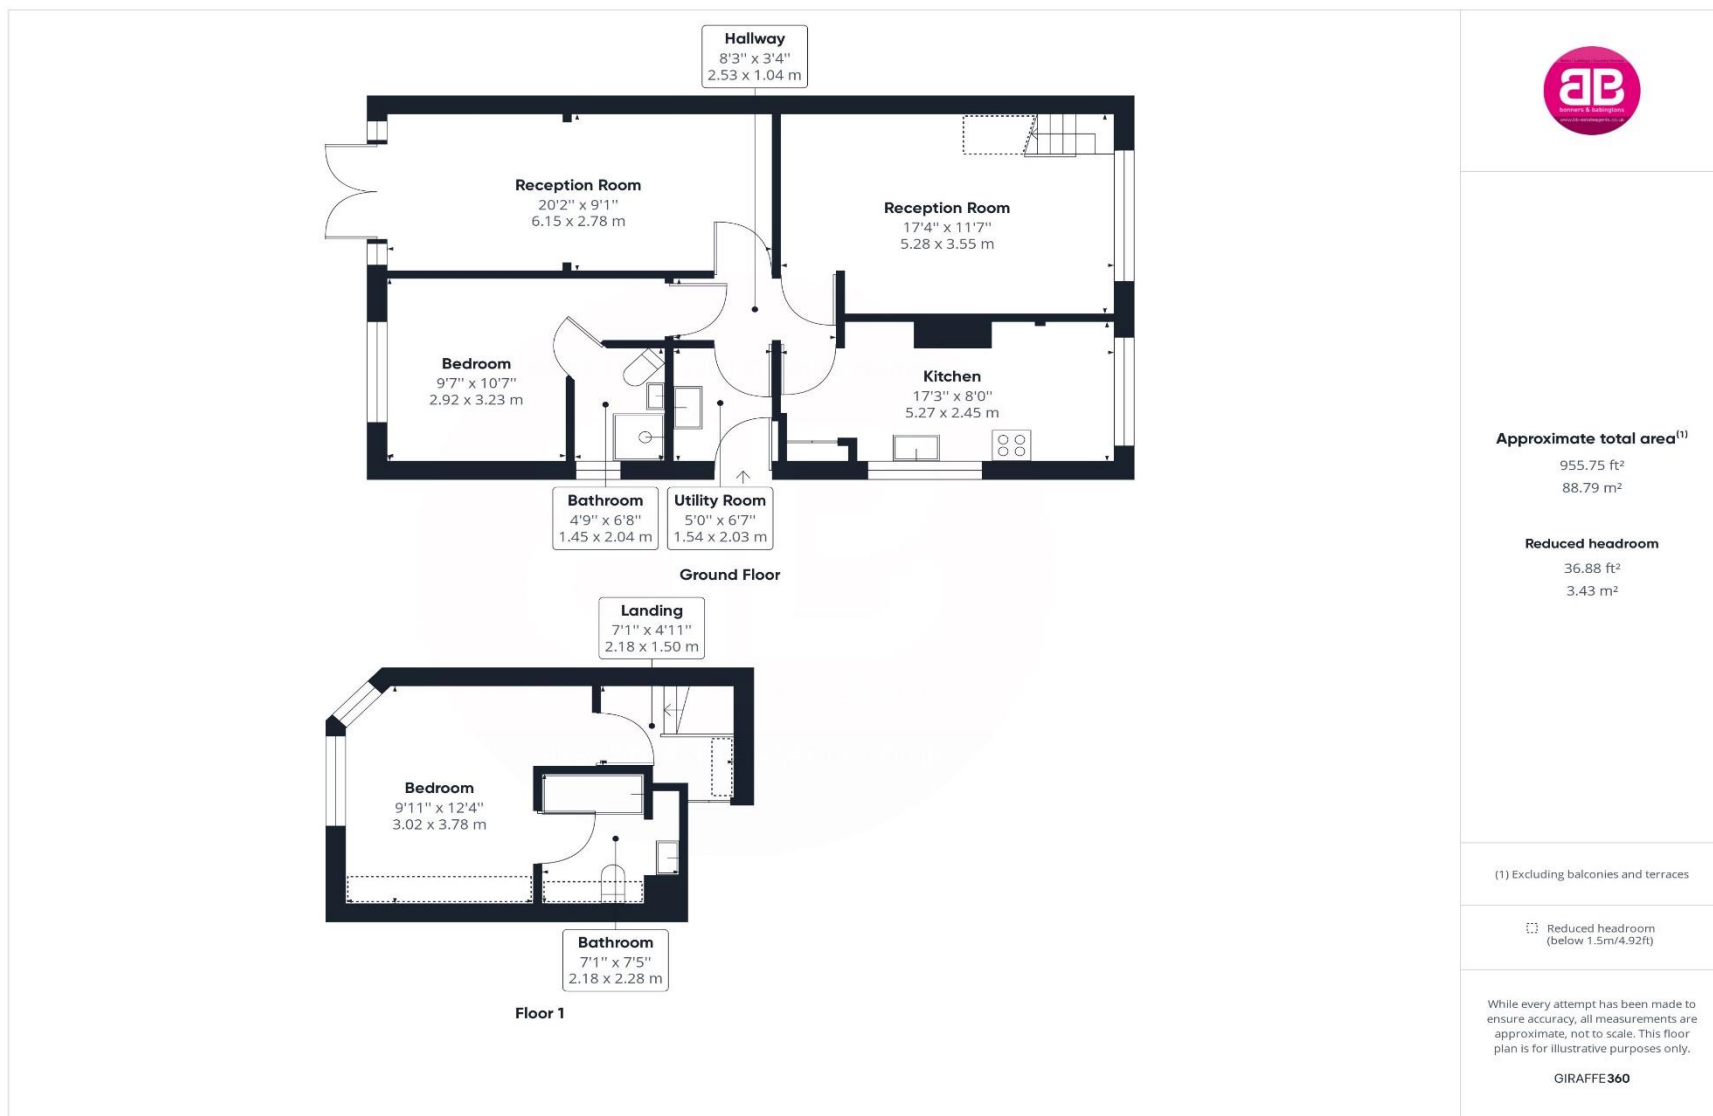 Hallway
8'3'' x 3'4''
2.53 x 1.04 m
Reception Room
20'2'' x 9'1''
6.15 x 2.78 m
Reception Room
17'4'' x 11'7''
5.28 x 3.55 m
Bedroom
9'7'' x 10'7''
2.92 x 3.23 m
Kitchen
17'3'' x 8'0''
5.27 x 2.45 m
Bathroom
4'9'' x 6'8''
1.45 x 2.04 m
Utility Room
5'0'' x 6'7''
1.54 x 2.03 m
Ground Floor
Landing
7'1'' x 4'11''
2.18 x 1.50 m
Bedroom
9'11'' x 12'4''
3.02 x 3.78 m
Bathroom
7'1'' x 7'5''
2.18 x 2.28 m
Floor 1
BB
bonners & babingtons
Approximate total area(1)
955.75 ft²
88.79 m²
Reduced headroom
36.88 ft²
3.43 m²
(1) Excluding balconies and terraces
Reduced headroom
(below 1.5m/4.92ft)
While every attempt has been made to
ensure accuracy, all measurements are
approximate, not to scale. This floor
plan is for illustrative purposes only.
GIRAFFE360